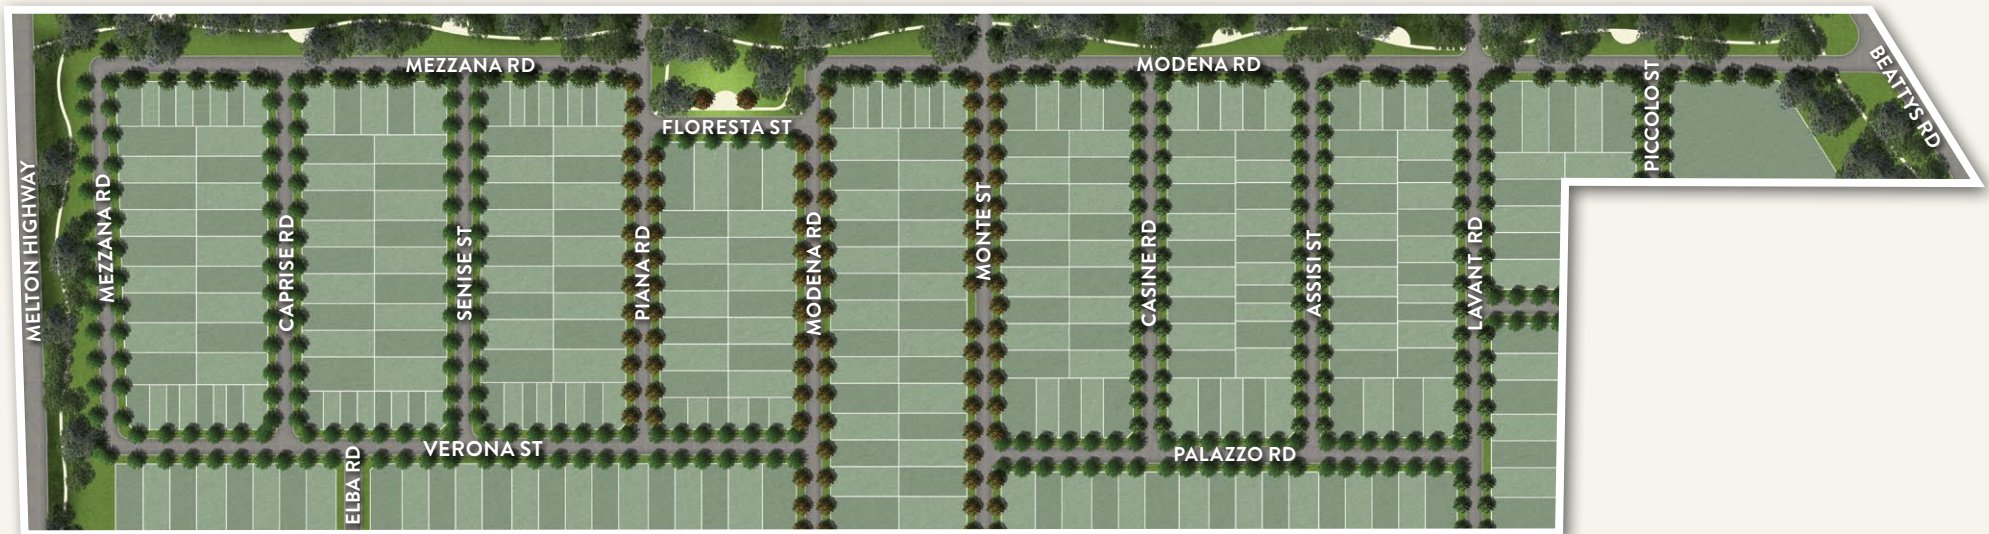 MEZZANA RD
MODENA RD
BEATTYS RD
PICCOLO ST
FLORESTA ST
MELTON HIGHWAY
MEZZANA RD
CAPRISE RD
SENISE ST
PIANA RD
MODENA RD
MONTE ST
CASINE RD
ASSISI ST
LAVANT RD
VERONA ST
PALAZZO RD
ELBA RD